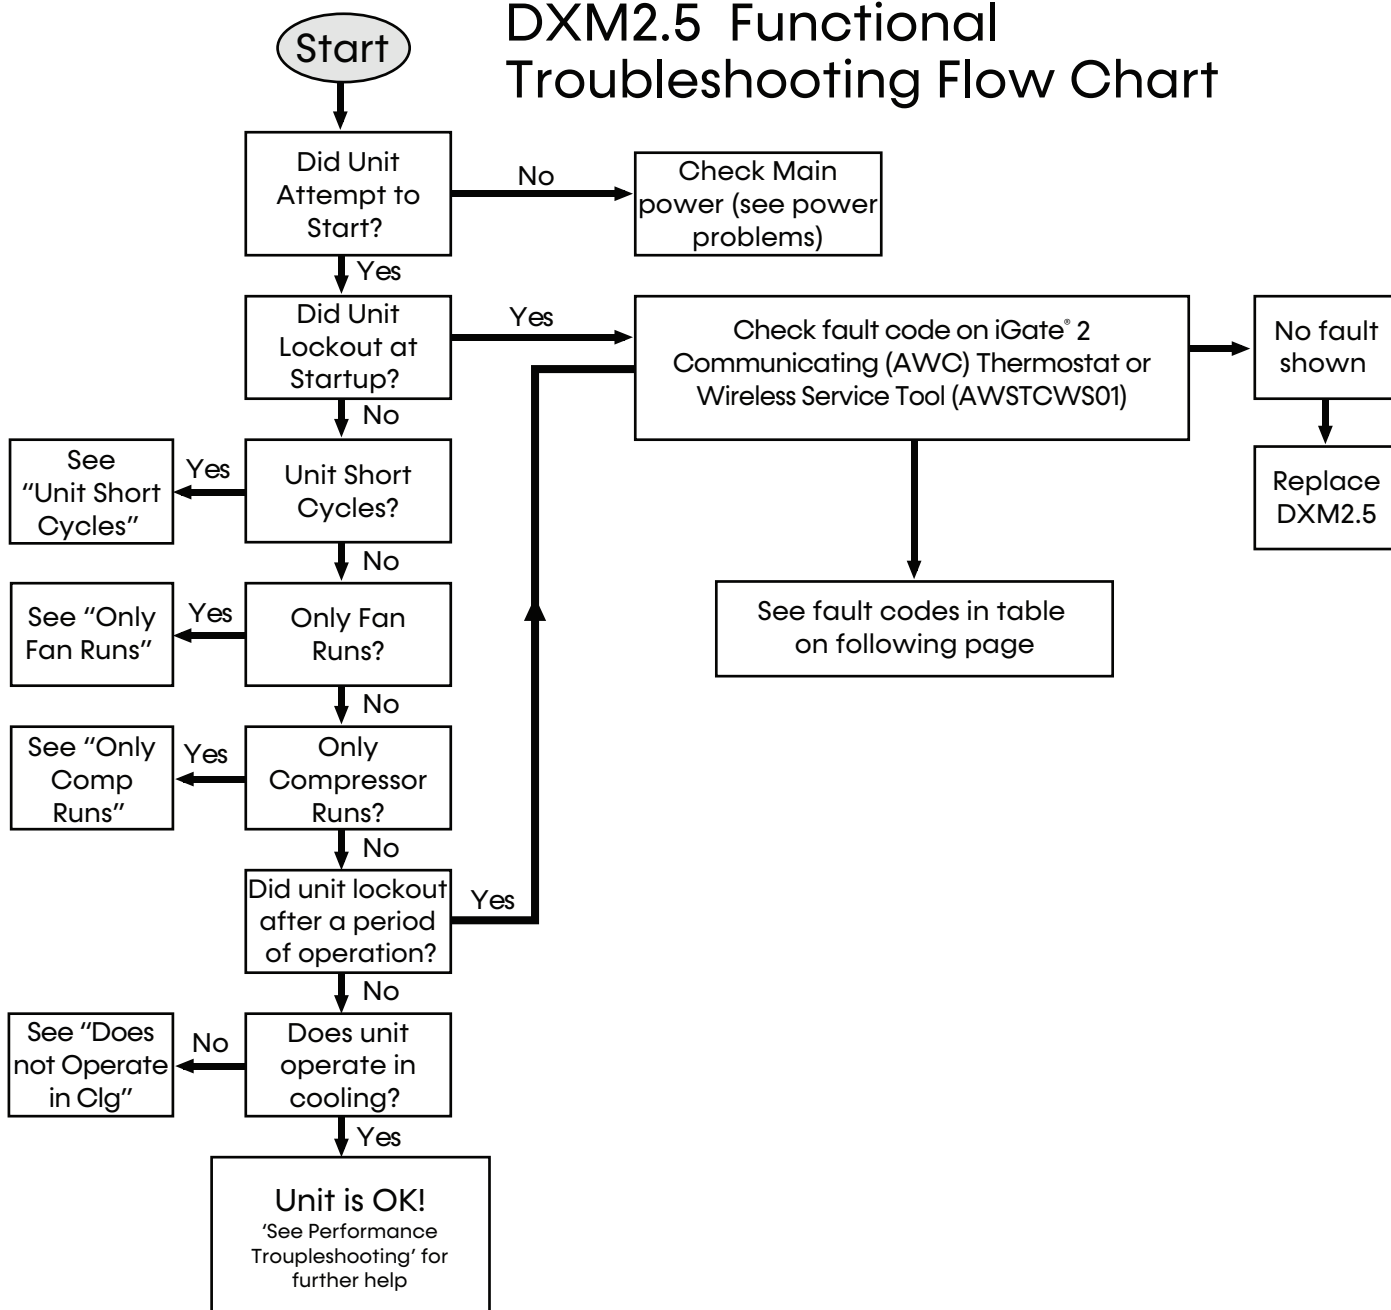 DXM2.5 Functional
Troubleshooting Flow Chart
Start
Did Unit
Attempt to
Start?
No
Check Main
power (see power
problems)
Yes
Did Unit
Lockout at
Startup?
Yes
Check fault code on iGate® 2
Communicating (AWC) Thermostat or
Wireless Service Tool (AWSTCWS01)
No fault
shown
Replace
DXM2.5
See fault codes in table
on following page
No
Unit Short
Cycles?
Yes
See
“Unit Short
Cycles”
No
Only Fan
Runs?
Yes
See “Only
Fan Runs”
No
Only
Compressor
Runs?
Yes
See “Only
Comp
Runs”
No
Did unit lockout
after a period
of operation?
Yes
No
Does unit
operate in
cooling?
No
See “Does
not Operate
in Clg”
Yes
Unit is OK!
‘See Performance
Troupleshooting’ for
further help